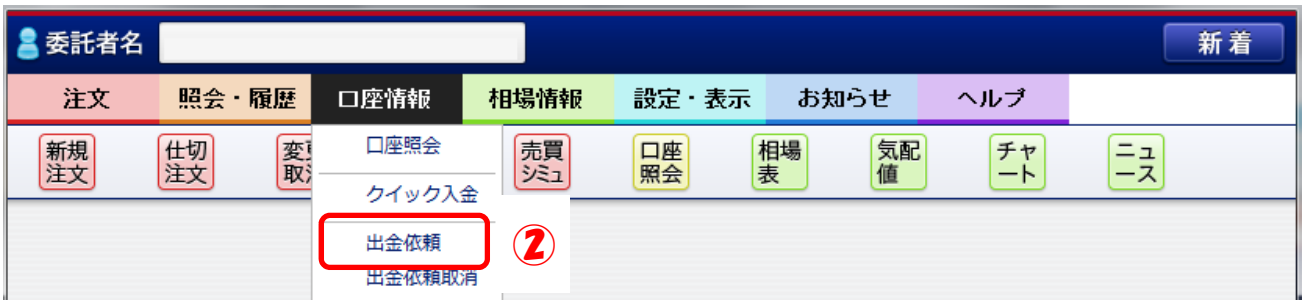 委託者名
新着
注文 照会・履歴 口座情報 相場情報 設定・表示 お知らせ ヘルプ
新規
注文
仕切
注文
変
取
売買
シミュ
口座
照会
相場
表
気配
値
チャ
ート
ニュ
ース
口座照会
クイック入金
出金依頼
②
出金依頼取消